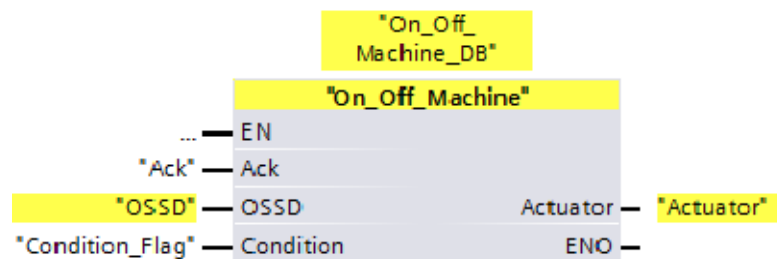 "On_Off_
Machine_DB"
"On_Off_Machine"
... EN
"Ack" Ack
"OSSD" OSSD Actuator "Actuator"
"Condition_Flag" Condition ENO